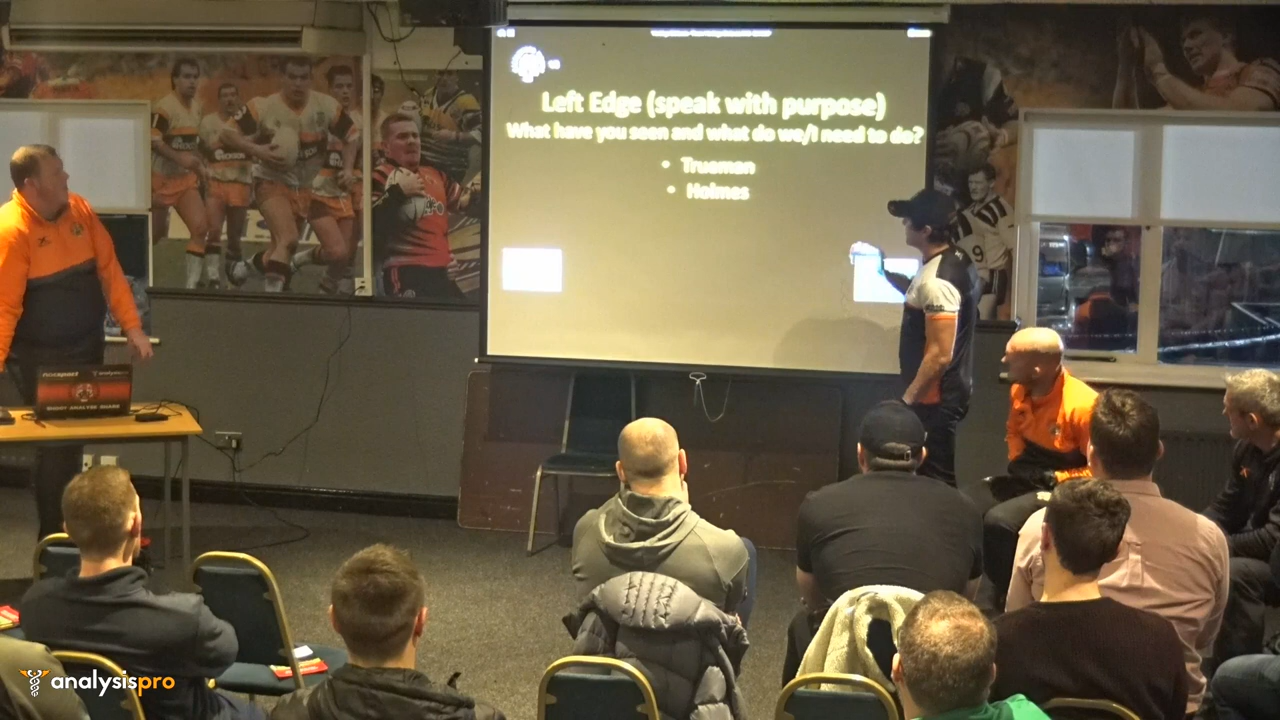 Left Edge (speak with purpose)
What have you seen and what do we/I need to do?
• Trueman
• Holmes
9
analysispro